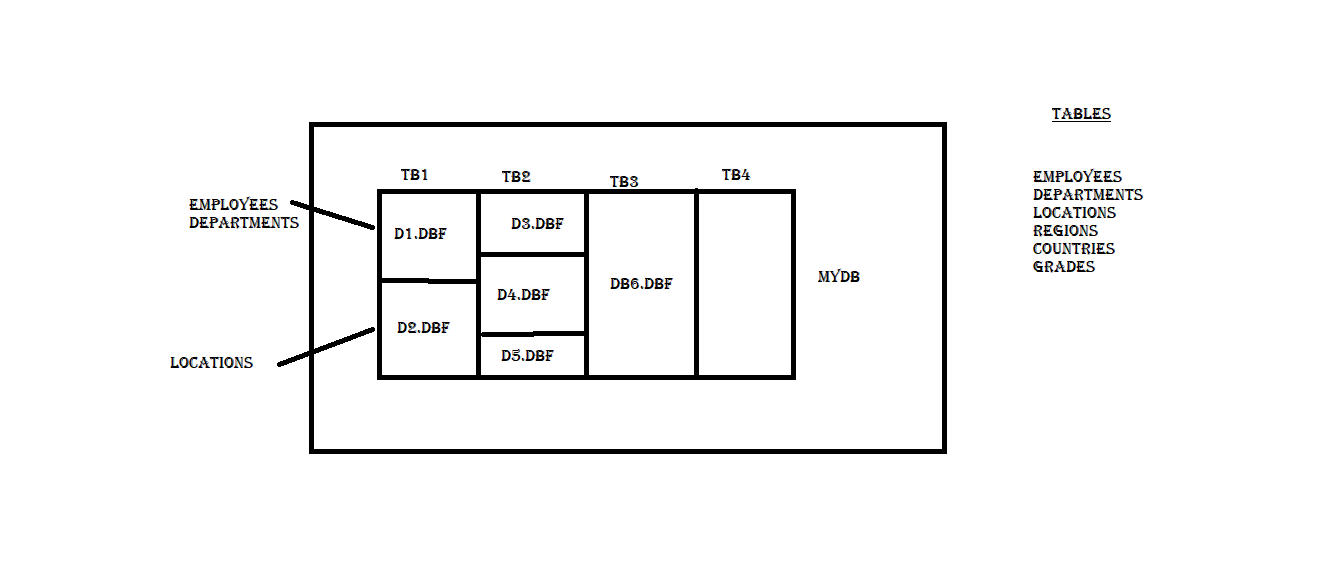 TABLES
TB1
TB2
TB3
TB4
EMPLOYEES
DEPARTMENTS
D1.DBF
D3.DBF
D4.DBF
DB6.DBF
MYDB
D2.DBF
D5.DBF
LOCATIONS
EMPLOYEES
DEPARTMENTS
LOCATIONS
REGIONS
COUNTRIES
GRADES